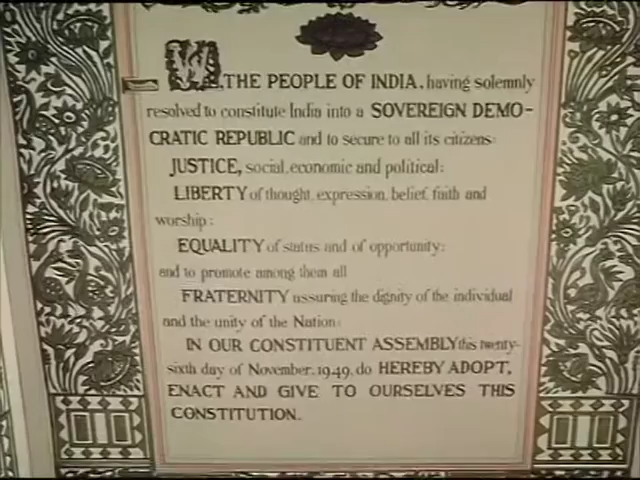 WE, THE PEOPLE OF INDIA, having solemnly
resolved to constitute India into a SOVEREIGN DEMO-
CRATIC REPUBLIC and to secure to all its citizens:
JUSTICE, social, economic and political;
LIBERTY of thought, expression, belief, faith and
worship;
EQUALITY of status and of opportunity;
and to promote among them all
FRATERNITY assuring the dignity of the individual
and the unity of the Nation;
IN OUR CONSTITUENT ASSEMBLY this twenty-
sixth day of November, 1949, do HEREBY ADOPT,
ENACT AND GIVE TO OURSELVES THIS
CONSTITUTION.